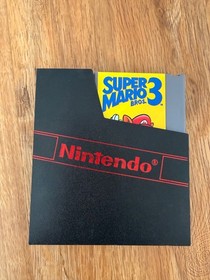 SUPER
MARIO 3
BROS.
Nintendo®